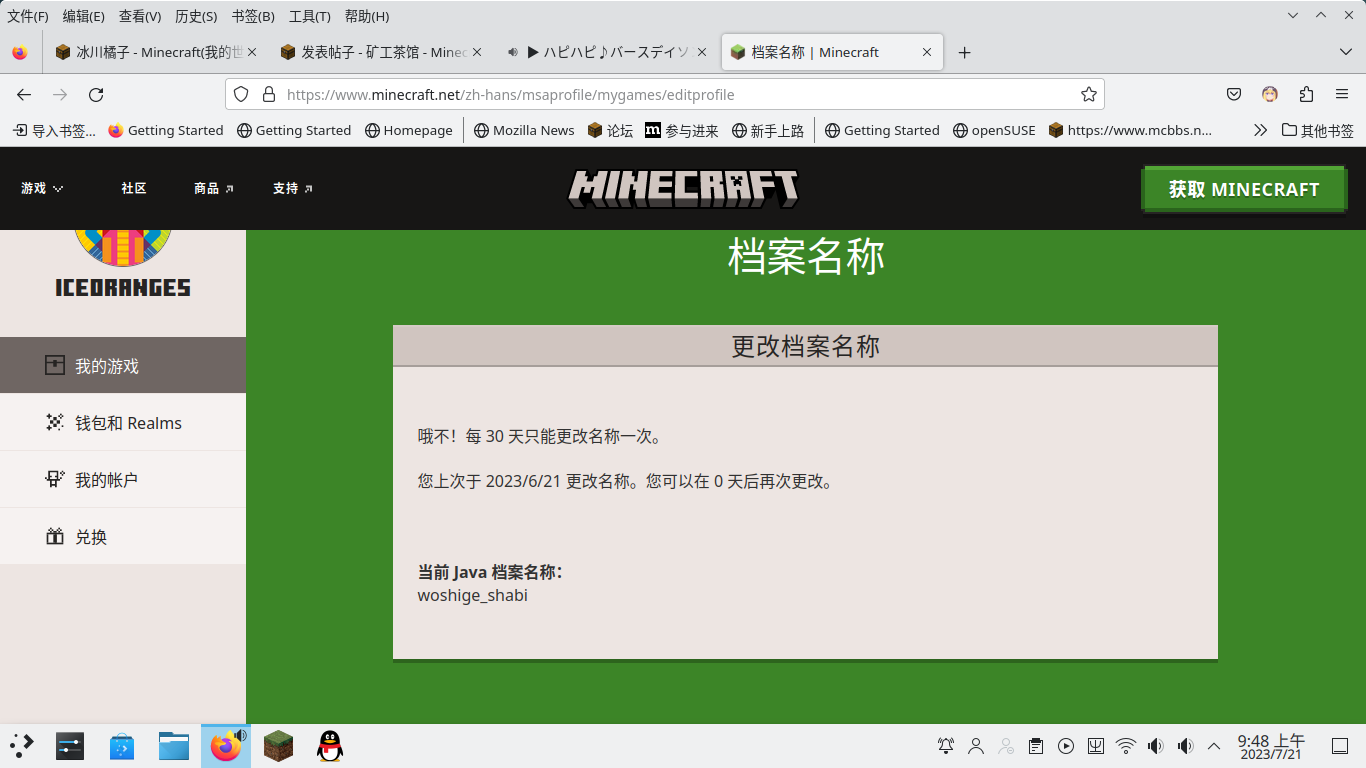 文件(F) 编辑(E) 查看(V) 历史(S) 书签(B) 工具(T) 帮助(H)
冰川橘子 - Minecraft(我的世 发表帖子 - 矿工茶馆 - Minec ▶ ハピハピ♪バースデイソ 档案名称 | Minecraft
https://www.minecraft.net/zh-hans/msaprofile/mygames/editprofile
导入书签... Getting Started Getting Started Homepage Mozilla News 论坛 m 参与进来 新手上路 Getting Started openSUSE https://www.mcbbs.n... 其他书签
游戏 社区 商品 支持 MINECRAFT 获取 MINECRAFT
ICEORANGES
我的游戏
钱包和 Realms
我的帐户
兑换
档案名称
更改档案名称
哦不！每 30 天只能更改名称一次。
您上次于 2023/6/21 更改名称。您可以在 0 天后再次更改。
当前 Java 档案名称：
woshige_shabi
9:48 上午
2023/7/21